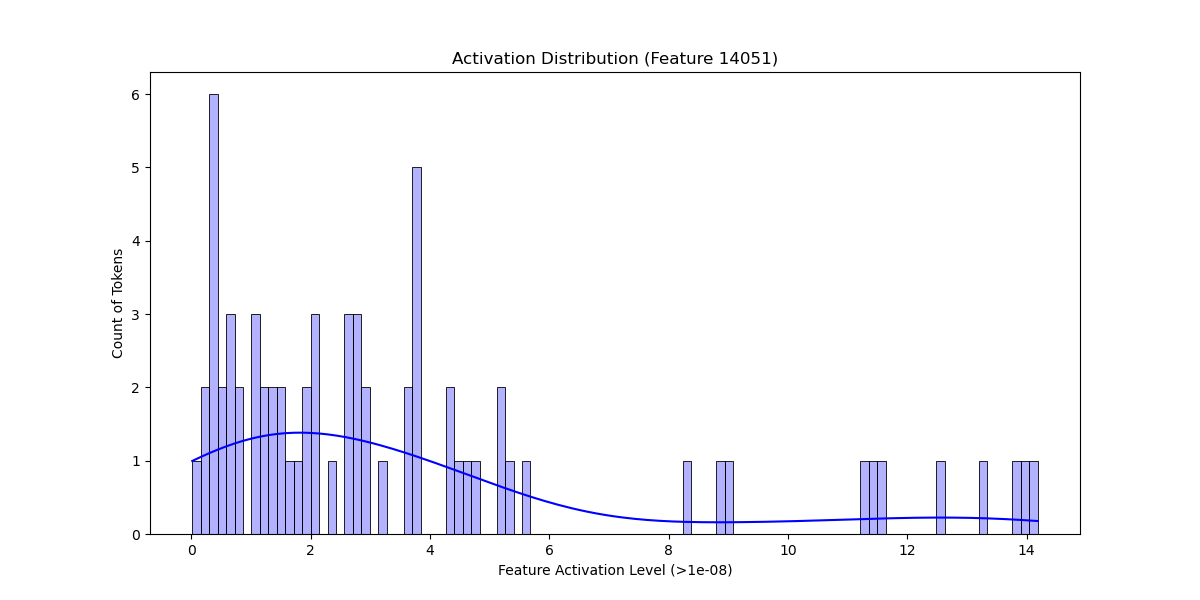 Activation Distribution (Feature 14051)
6
5
4
3
2
1
0
Count of Tokens
0 2 4 6 8 10 12 14
Feature Activation Level (>1e-08)